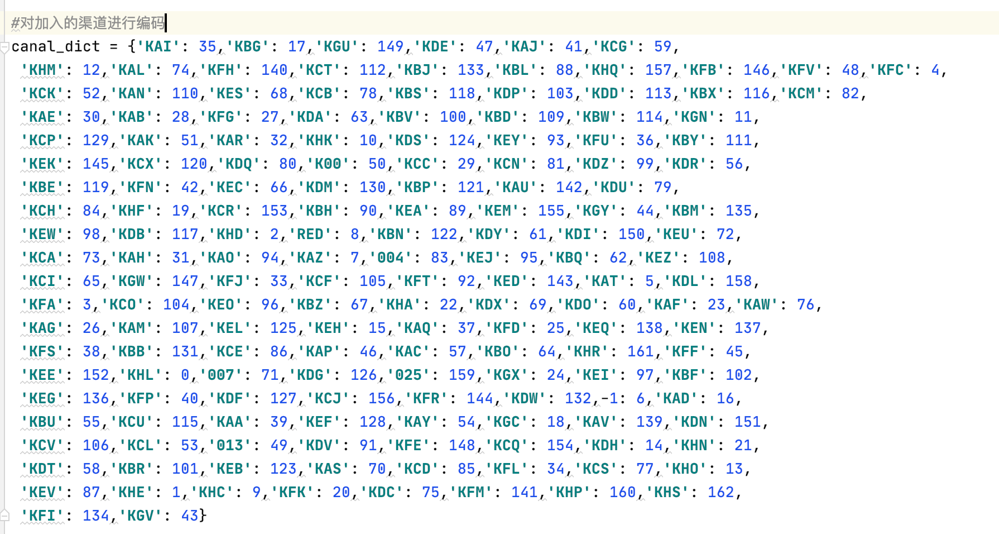 #对加入的渠道进行编码
canal_dict = {'KAI': 35,'KBG': 17,'KGU': 149,'KDE': 47,'KAJ': 41,'KCG': 59,
'KHM': 12,'KAL': 74,'KFH': 140,'KCT': 112,'KBJ': 133,'KBL': 88,'KHQ': 157,'KFB': 146,'KFV': 48,'KFC': 4,
'KCK': 52,'KAN': 110,'KES': 68,'KCB': 78,'KBS': 118,'KDP': 103,'KDD': 113,'KBX': 116,'KCM': 82,
'KAE': 30,'KAB': 28,'KFG': 27,'KDA': 63,'KBV': 100,'KBD': 109,'KBW': 114,'KGN': 11,
'KCP': 129,'KAK': 51,'KAR': 32,'KHK': 10,'KDS': 124,'KEY': 93,'KFU': 36,'KBY': 111,
'KEK': 145,'KCX': 120,'KDQ': 80,'K00': 50,'KCC': 29,'KCN': 81,'KDZ': 99,'KDR': 56,
'KBE': 119,'KFN': 42,'KEC': 66,'KDM': 130,'KBP': 121,'KAU': 142,'KDU': 79,
'KCH': 84,'KHF': 19,'KCR': 153,'KBH': 90,'KEA': 89,'KEM': 155,'KGY': 44,'KBM': 135,
'KEW': 98,'KDB': 117,'KHD': 2,'RED': 8,'KBN': 122,'KDY': 61,'KDI': 150,'KEU': 72,
'KCA': 73,'KAH': 31,'KAO': 94,'KAZ': 7,'004': 83,'KEJ': 95,'KBQ': 62,'KEZ': 108,
'KCI': 65,'KGW': 147,'KFJ': 33,'KCF': 105,'KFT': 92,'KED': 143,'KAT': 5,'KDL': 158,
'KFA': 3,'KCO': 104,'KEO': 96,'KBZ': 67,'KHA': 22,'KDX': 69,'KDO': 60,'KAF': 23,'KAW': 76,
'KAG': 26,'KAM': 107,'KEL': 125,'KEH': 15,'KAQ': 37,'KFD': 25,'KEQ': 138,'KEN': 137,
'KFS': 38,'KBB': 131,'KCE': 86,'KAP': 46,'KAC': 57,'KBO': 64,'KHR': 161,'KFF': 45,
'KEE': 152,'KHL': 0,'007': 71,'KDG': 126,'025': 159,'KGX': 24,'KEI': 97,'KBF': 102,
'KEG': 136,'KFP': 40,'KDF': 127,'KCJ': 156,'KFR': 144,'KDW': 132,-1: 6,'KAD': 16,
'KBU': 55,'KCU': 115,'KAA': 39,'KEF': 128,'KAY': 54,'KGC': 18,'KAV': 139,'KDN': 151,
'KCV': 106,'KCL': 53,'013': 49,'KDV': 91,'KFE': 148,'KCQ': 154,'KDH': 14,'KHN': 21,
'KDT': 58,'KBR': 101,'KEB': 123,'KAS': 70,'KCD': 85,'KFL': 34,'KCS': 77,'KHO': 13,
'KEV': 87,'KHE': 1,'KHC': 9,'KFK': 20,'KDC': 75,'KFM': 141,'KHP': 160,'KHS': 162,
'KFI': 134,'KGV': 43}